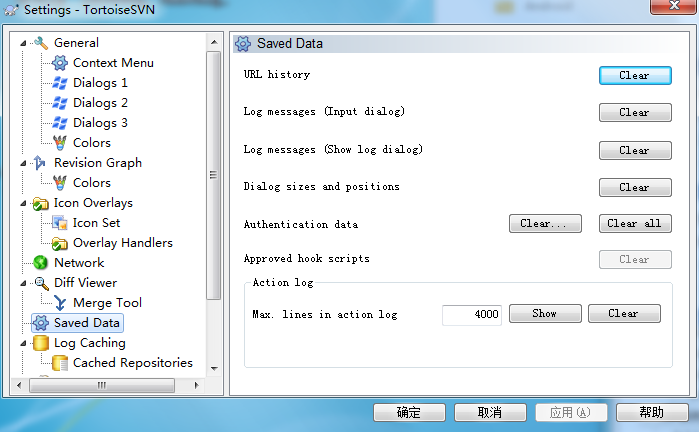 Settings - TortoiseSVN
General
Context Menu
Dialogs 1
Dialogs 2
Dialogs 3
Colors
Revision Graph
Colors
Icon Overlays
Icon Set
Overlay Handlers
Network
Diff Viewer
Merge Tool
Saved Data
Log Caching
Cached Repositories
Saved Data
URL history Clear
Log messages (Input dialog) Clear
Log messages (Show log dialog) Clear
Dialog sizes and positions Clear
Authentication data Clear... Clear all
Approved hook scripts Clear
Action log
Max. lines in action log 4000 Show Clear
确定 取消 应用(A) 帮助